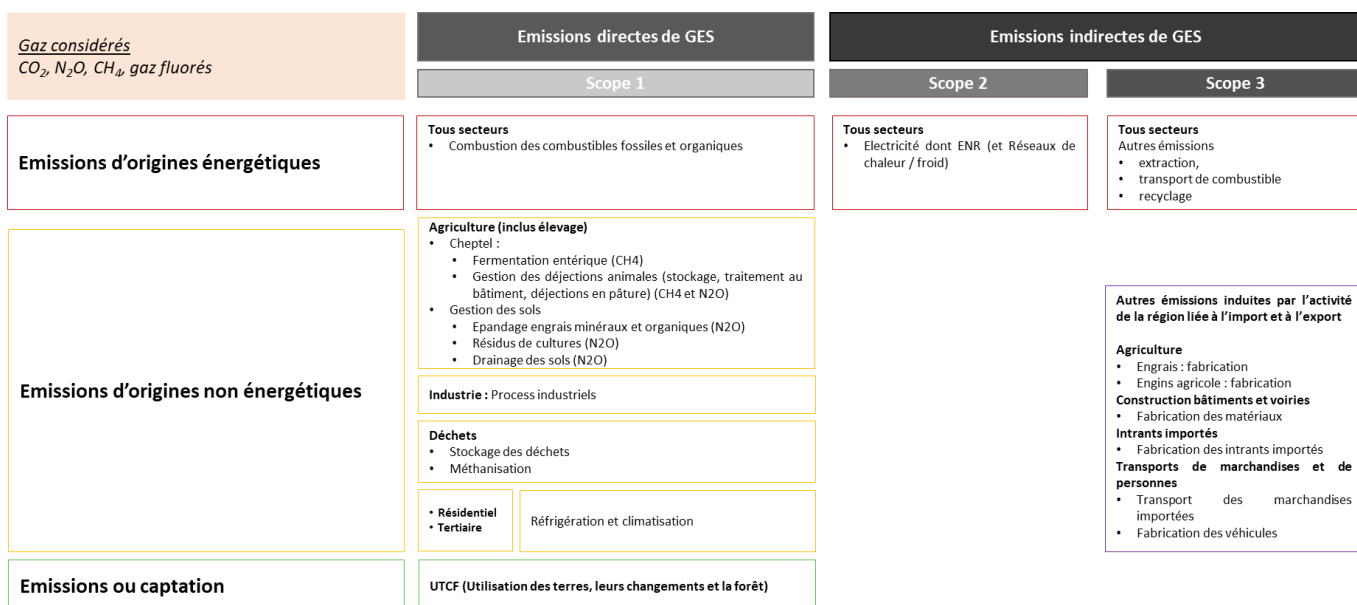 Gaz considérés
CO2, N2O, CH4, gaz fluorés
Emissions directes de GES
Emissions indirectes de GES
Scope 1
Scope 2
Scope 3
Emissions d'origines énergétiques
Tous secteurs
• Combustion des combustibles fossiles et organiques
Tous secteurs
• Electricité dont ENR (et Réseaux de
chaleur / froid)
Tous secteurs
Autres émissions
• extraction,
• transport de combustible
• recyclage
Emissions d'origines non énergétiques
Agriculture (inclus élevage)
• Cheptel :
• Fermentation entérique (CH4)
• Gestion des déjections animales (stockage, traitement au
bâtiment, déjections en pâture) (CH4 et N2O)
• Gestion des sols
• Epandage engrais minéraux et organiques (N2O)
• Résidus de cultures (N2O)
• Drainage des sols (N2O)
Industrie : Process industriels
Déchets
• Stockage des déchets
• Méthanisation
• Résidentiel
• Tertiaire
Réfrigération et climatisation
Autres émissions induites par l'activité
de la région liée à l'import et à l'export
Agriculture
• Engrais : fabrication
• Engins agricole : fabrication
Construction bâtiments et voiries
• Fabrication des matériaux
Intrants importés
• Fabrication des intrants importés
Transports de marchandises et de
personnes
• Transport des marchandises
importées
• Fabrication des véhicules
Emissions ou captation
UTCF (Utilisation des terres, leurs changements et la forêt)